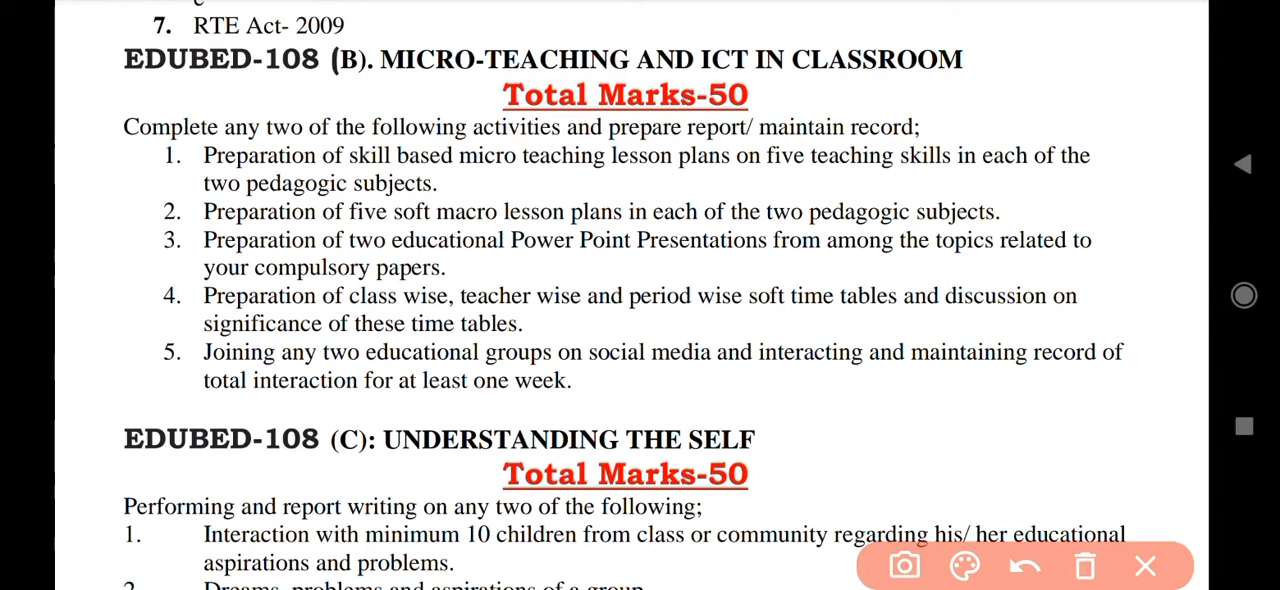 7. RTE Act- 2009
EDUBED-108 (B). MICRO-TEACHING AND ICT IN CLASSROOM
Total Marks-50
Complete any two of the following activities and prepare report/ maintain record;
1. Preparation of skill based micro teaching lesson plans on five teaching skills in each of the
two pedagogic subjects.
2. Preparation of five soft macro lesson plans in each of the two pedagogic subjects.
3. Preparation of two educational Power Point Presentations from among the topics related to
your compulsory papers.
4. Preparation of class wise, teacher wise and period wise soft time tables and discussion on
significance of these time tables.
5. Joining any two educational groups on social media and interacting and maintaining record of
total interaction for at least one week.
EDUBED-108 (C): UNDERSTANDING THE SELF
Total Marks-50
Performing and report writing on any two of the following;
1. Interaction with minimum 10 children from class or community regarding his/ her educational
aspirations and problems.
2. Dreams, problems and aspirations of a group